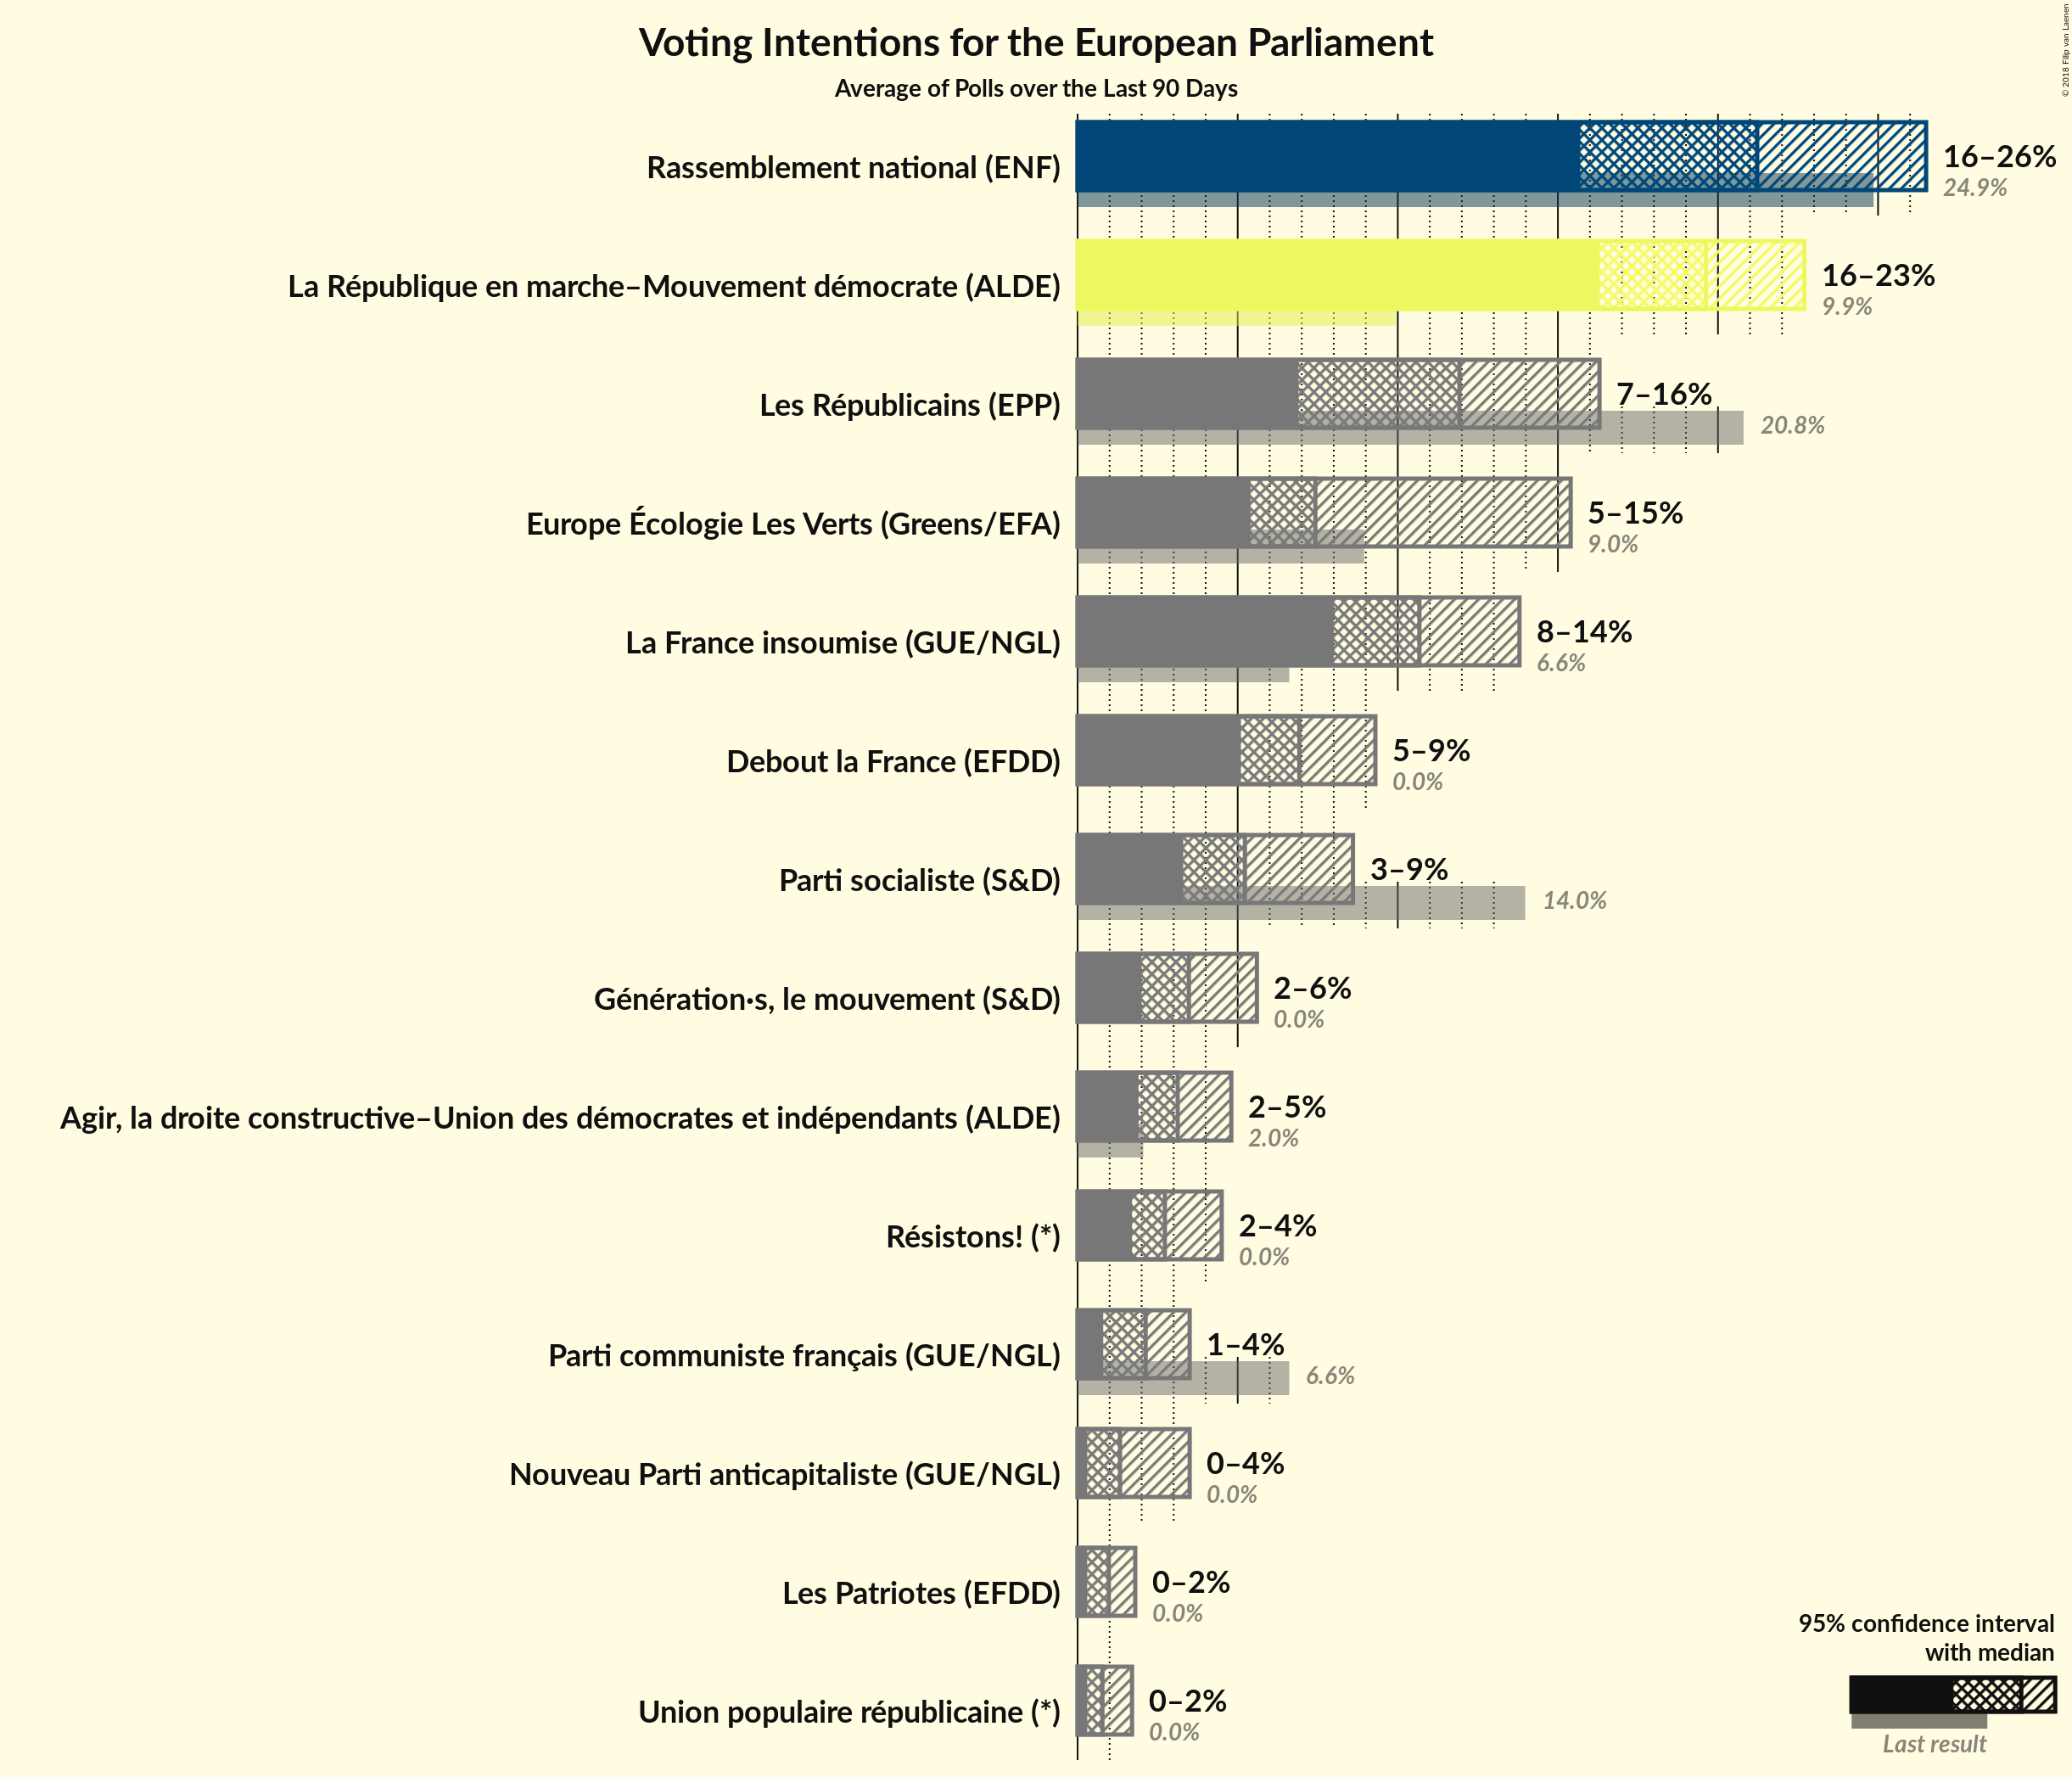 Voting Intentions for the European Parliament
Average of Polls over the Last 90 Days
© 2018 Filip van Laenen
Rassemblement national (ENF)
16–26%
24.9%
La République en marche–Mouvement démocrate (ALDE)
16–23%
9.9%
Les Républicains (EPP)
7–16%
20.8%
Europe Écologie Les Verts (Greens/EFA)
5–15%
9.0%
La France insoumise (GUE/NGL)
8–14%
6.6%
Debout la France (EFDD)
5–9%
0.0%
Parti socialiste (S&D)
3–9%
14.0%
Génération·s, le mouvement (S&D)
2–6%
0.0%
Agir, la droite constructive–Union des démocrates et indépendants (ALDE)
2–5%
2.0%
Résistons! (*)
2–4%
0.0%
Parti communiste français (GUE/NGL)
1–4%
6.6%
Nouveau Parti anticapitaliste (GUE/NGL)
0–4%
0.0%
Les Patriotes (EFDD)
0–2%
0.0%
Union populaire républicaine (*)
0–2%
0.0%
95% confidence interval
with median
Last result